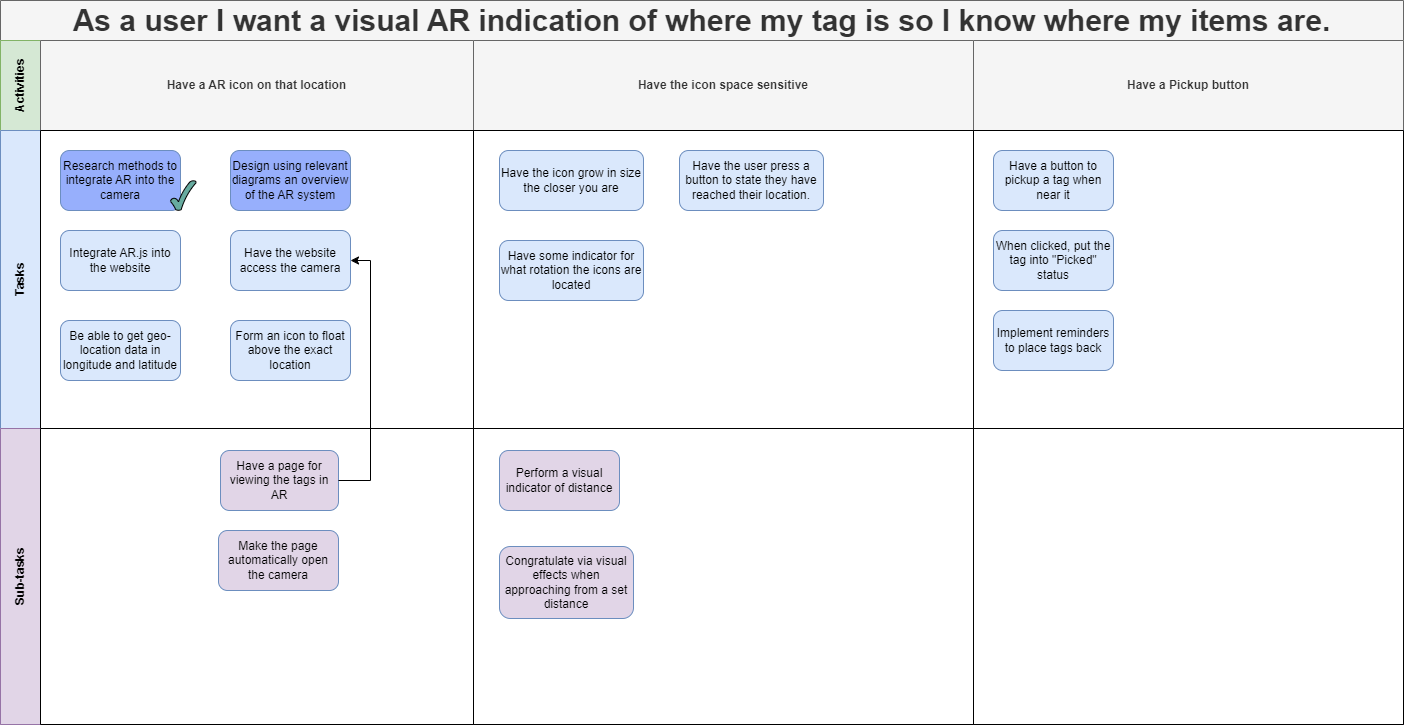 As a user I want a visual AR indication of where my tag is so I know where my items are.
Activities
Have a AR icon on that location
Have the icon space sensitive
Have a Pickup button
Tasks
Research methods to
integrate AR into the
camera
Design using relevant
diagrams an overview
of the AR system
Integrate AR.js into
the website
Have the website
access the camera
Be able to get geo-
location data in
longitude and latitude
Form an icon to float
above the exact
location
Have the icon grow in size
the closer you are
Have the user press a
button to state they have
reached their location.
Have some indicator for
what rotation the icons are
located
Have a button to
pickup a tag when
near it
When clicked, put the
tag into "Picked"
status
Implement reminders
to place tags back
Sub-tasks
Have a page for
viewing the tags in
AR
Make the page
automatically open
the camera
Perform a visual
indicator of distance
Congratulate via visual
effects when
approaching from a set
distance